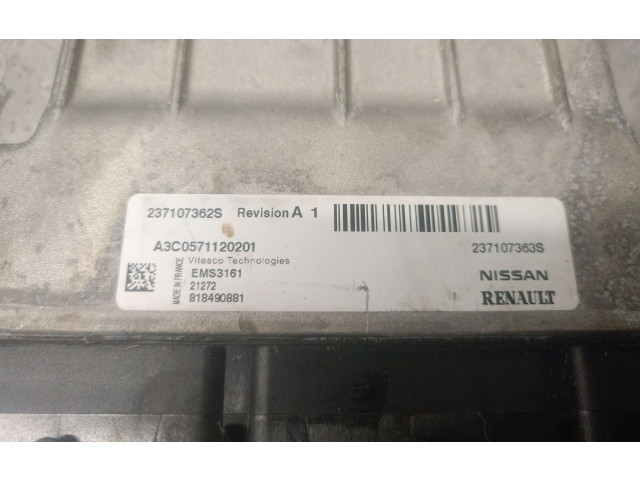 237107362S Revision A 1
A3C0571120201
237107363S
Vitesco Technologies
MADE IN FRANCE
EMS3161
NISSAN
21272
RENAULT
818490881